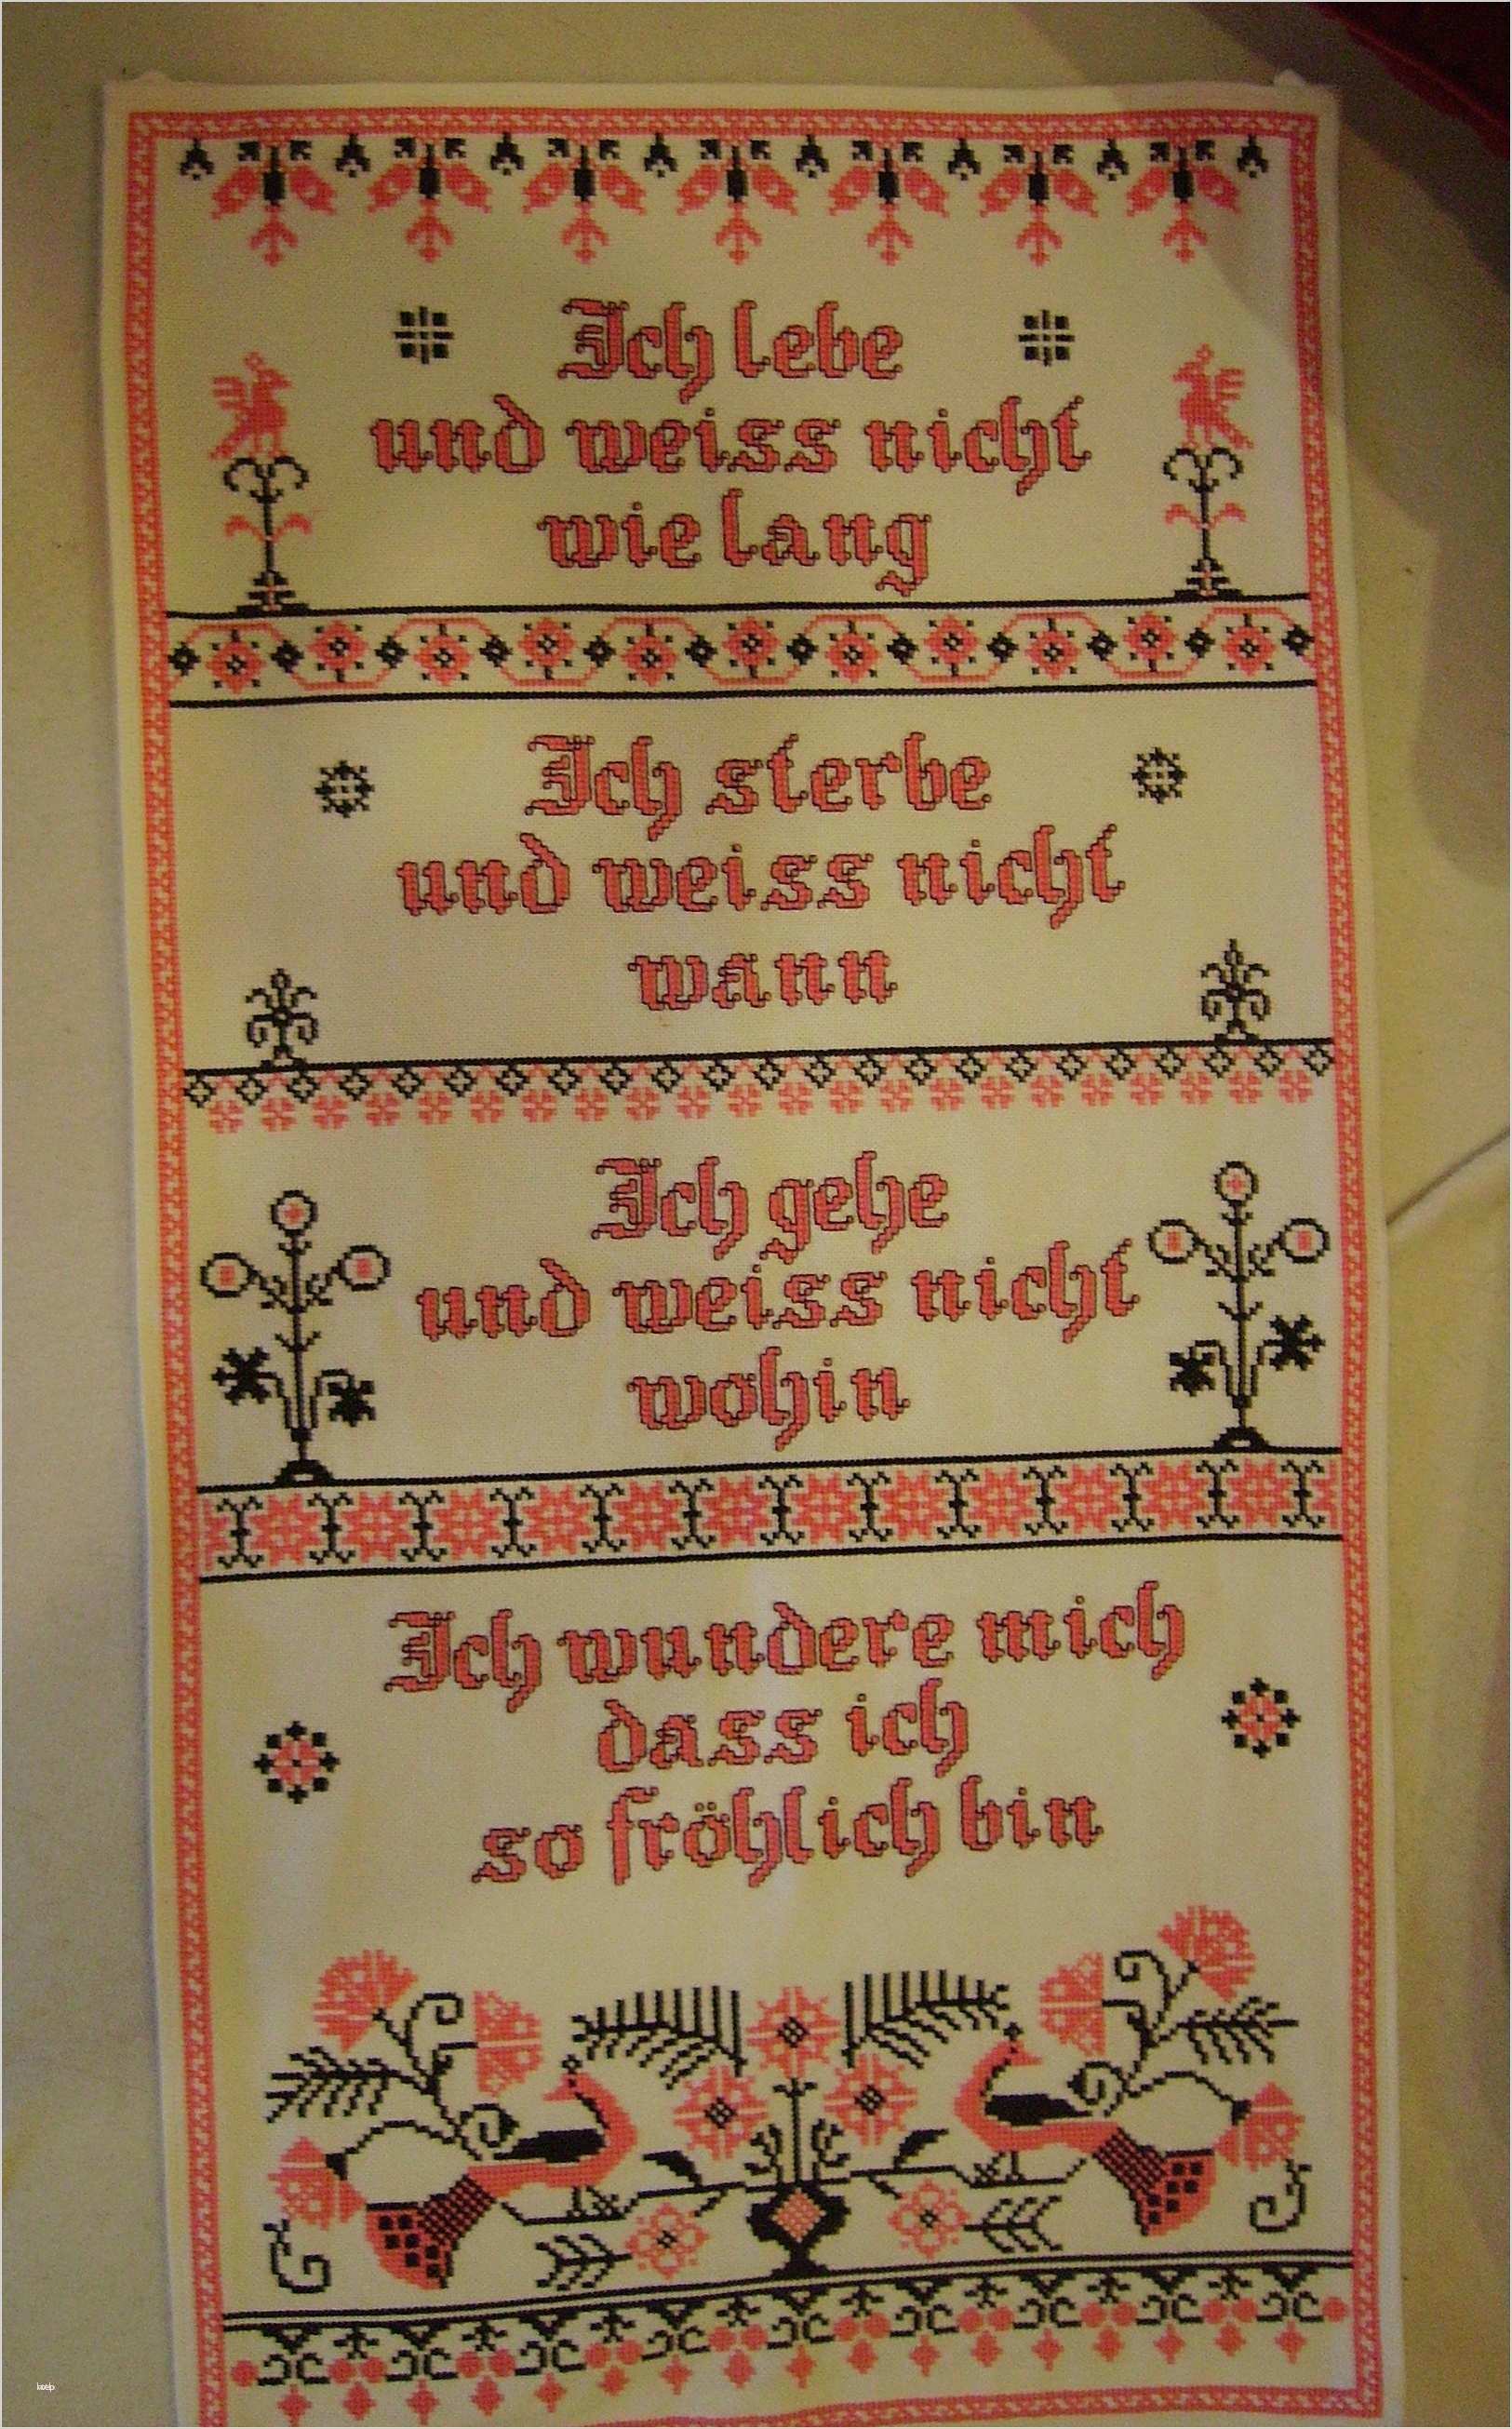 Ich lebe
und weiss nicht
wie lang
Ich sterbe
und weiss nicht
wann
Ich gehe
und weiss nicht
wohin
Ich wundere mich
dass ich
so fröhlich bin